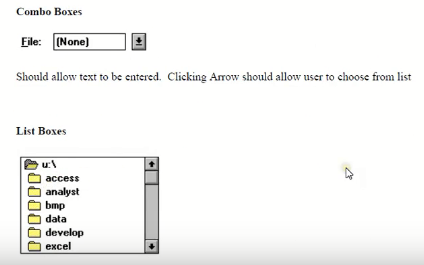 Combo Boxes
File: (None)
Should allow text to be entered.  Clicking Arrow should allow user to choose from list
List Boxes
u:\
access
analyst
bmp
data
develop
excel